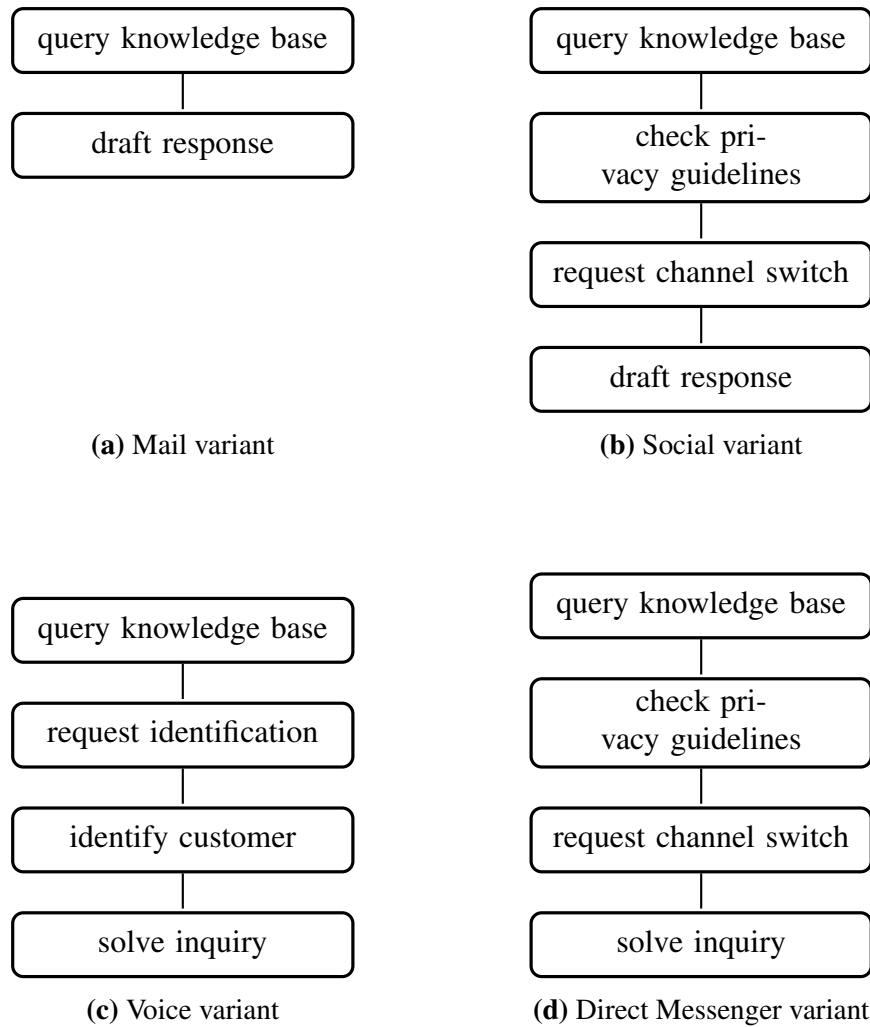 query knowledge base
draft response
(a) Mail variant
query knowledge base
check pri-
vacy guidelines
request channel switch
draft response
(b) Social variant
query knowledge base
request identification
identify customer
solve inquiry
(c) Voice variant
query knowledge base
check pri-
vacy guidelines
request channel switch
solve inquiry
(d) Direct Messenger variant